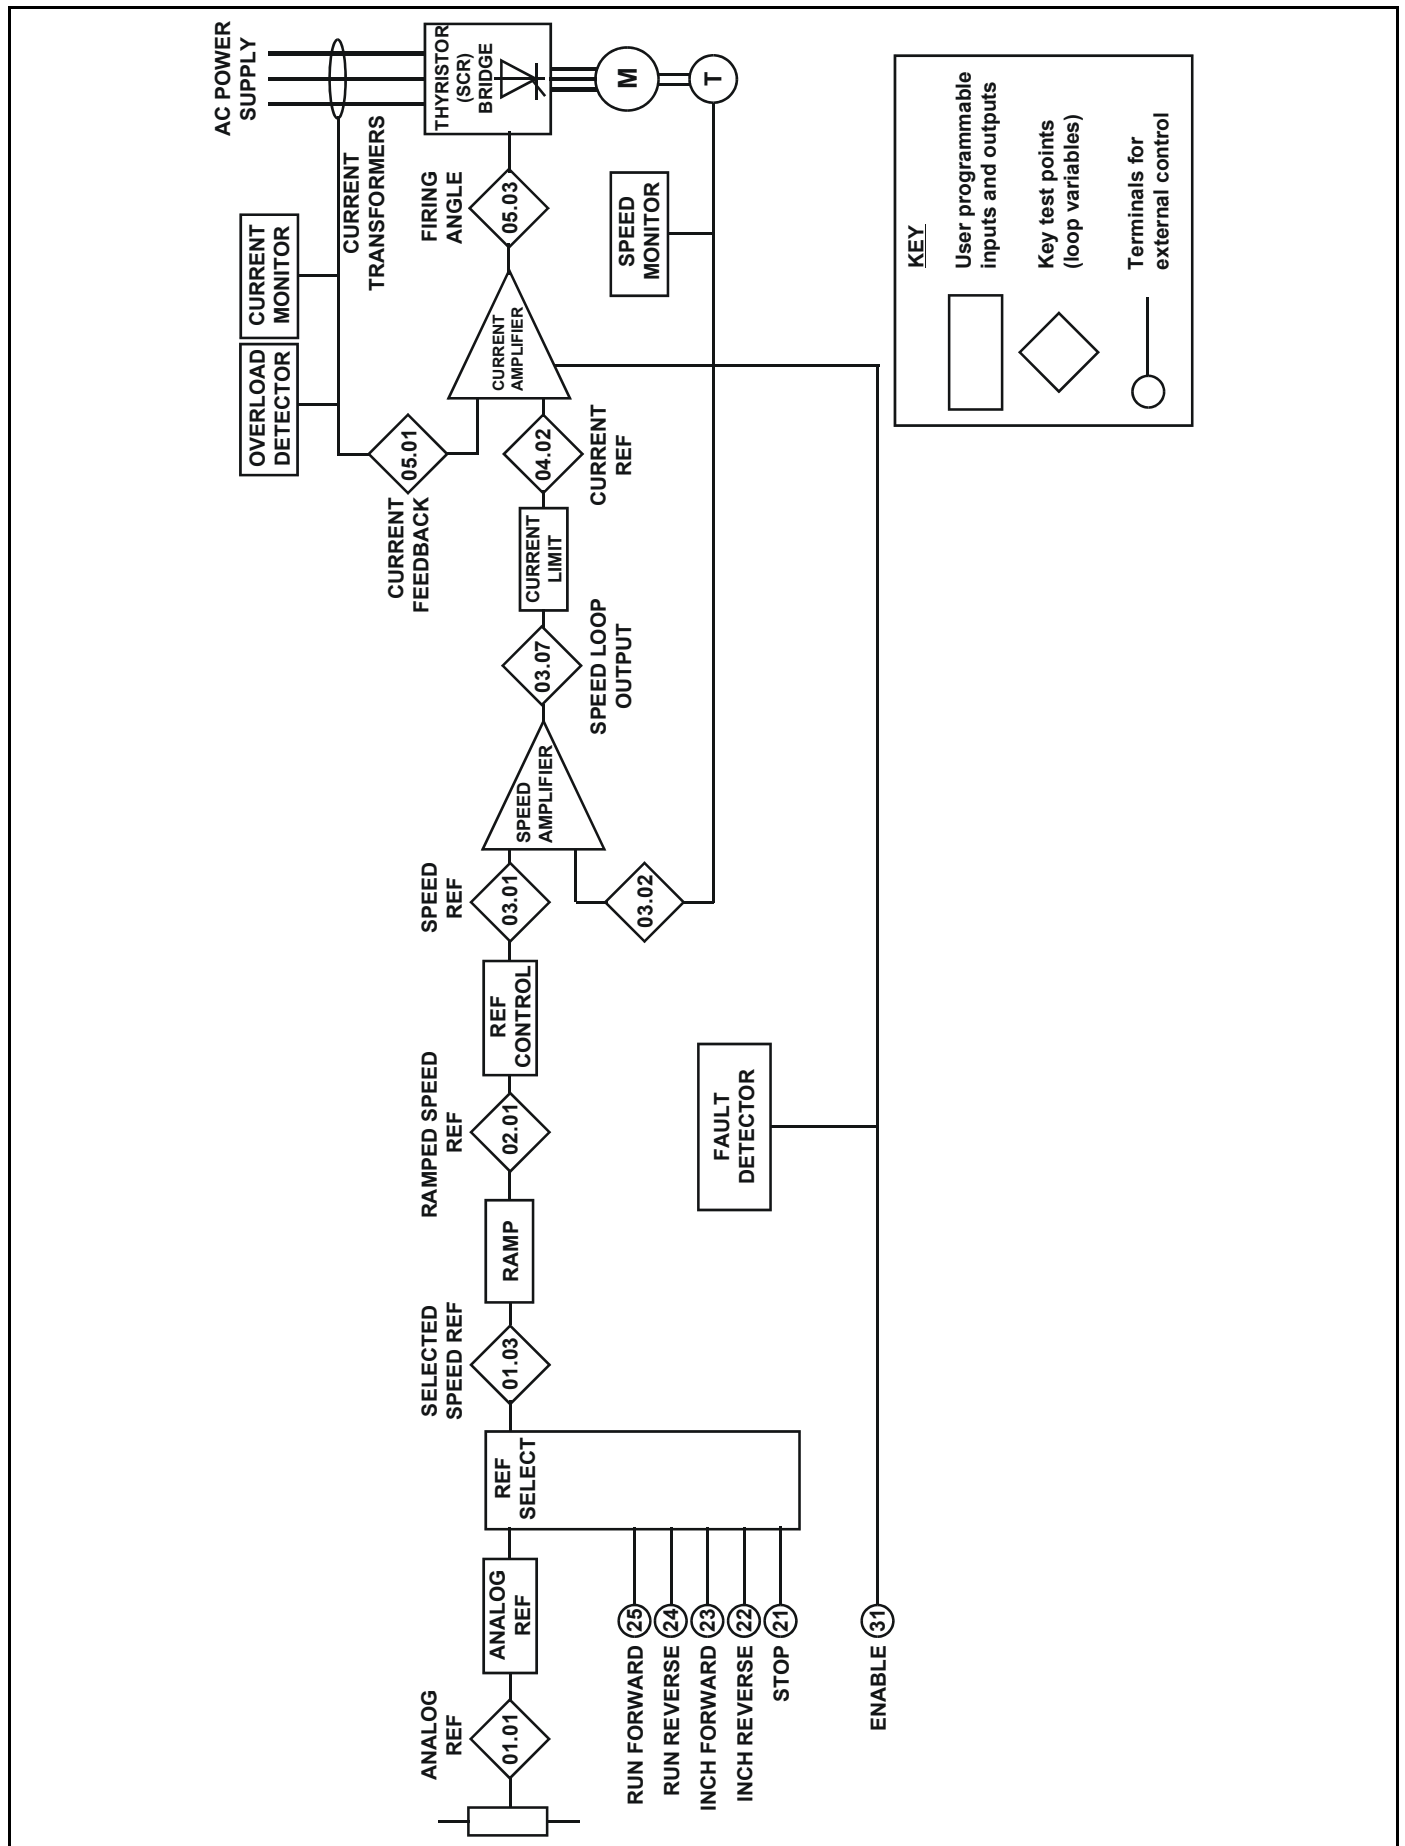 ANALOG
REF
01.01
ANALOG
REF
RUN FORWARD 25
RUN REVERSE 24
INCH FORWARD 23
INCH REVERSE 22
STOP 21
ENABLE 31
REF
SELECT
SELECTED
SPEED REF
01.03
RAMP
RAMPED SPEED
REF
02.01
REF
CONTROL
FAULT
DETECTOR
SPEED
REF
03.01
03.02
SPEED
AMPLIFIER
03.07
SPEED LOOP
OUTPUT
CURRENT
LIMIT
CURRENT
FEEDBACK
05.01
04.02
CURRENT
REF
OVERLOAD
DETECTOR
CURRENT
MONITOR
CURRENT
AMPLIFIER
FIRING
ANGLE
05.03
SPEED
MONITOR
CURRENT
TRANSFORMERS
AC POWER
SUPPLY
THYRISTOR
(SCR)
BRIDGE
M
T
KEY
User programmable
inputs and outputs
Key test points
(loop variables)
Terminals for
external control